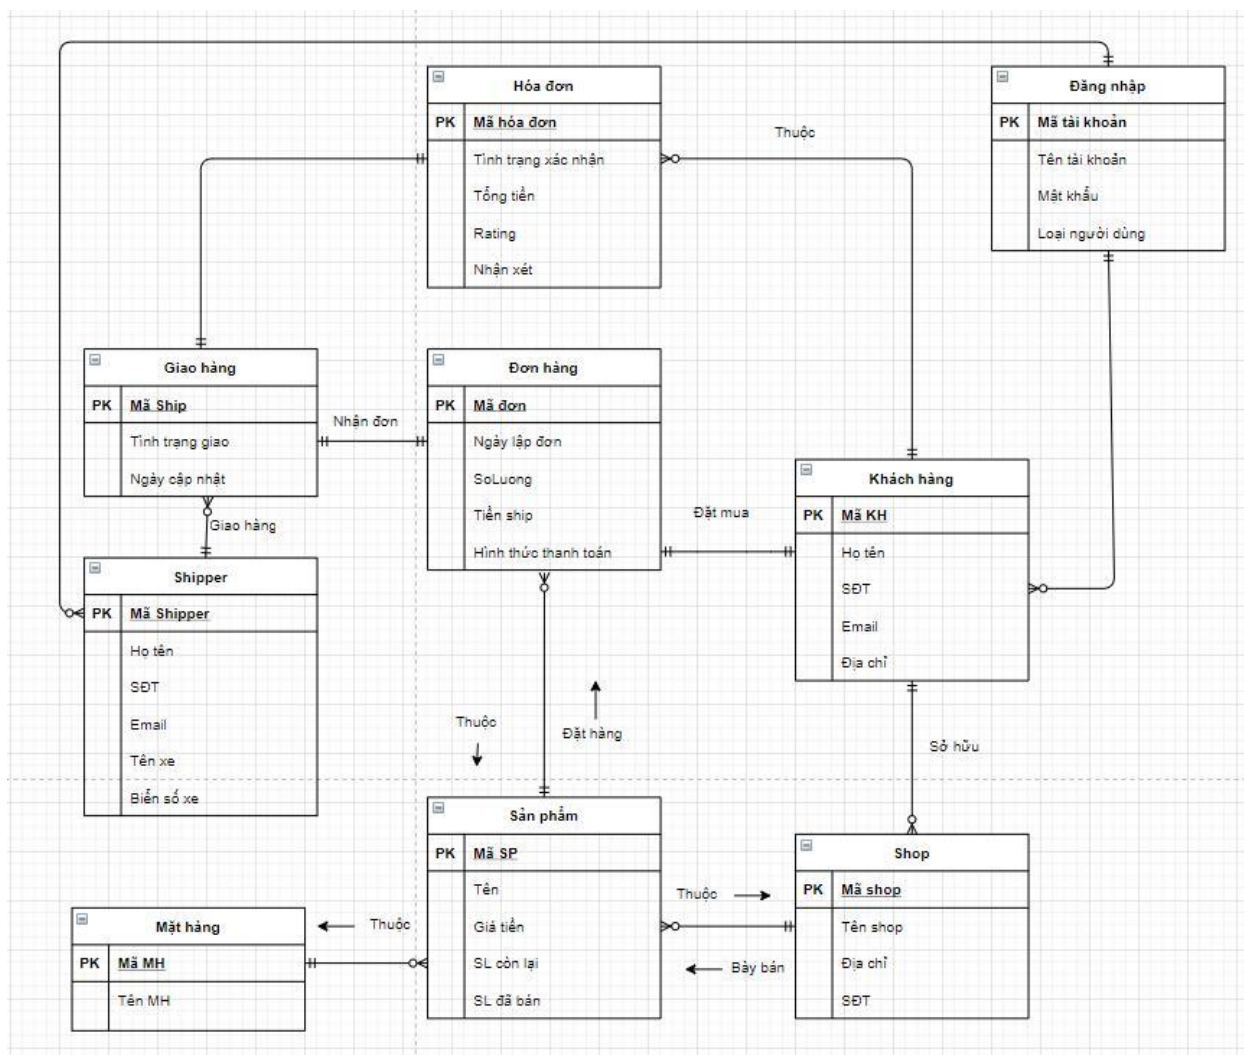 Hóa đơn
PK Mã hóa đơn
Tình trạng xác nhận
Tổng tiền
Rating
Nhận xét
Thuộc
Đăng nhập
PK Mã tài khoản
Tên tài khoản
Mật khẩu
Loại người dùng
Giao hàng
PK Mã Ship
Tình trạng giao
Ngày cập nhật
Nhận đơn
Đơn hàng
PK Mã đơn
Ngày lập đơn
SoLuong
Tiền ship
Hình thức thanh toán
Đặt mua
Khách hàng
PK Mã KH
Họ tên
SĐT
Email
Địa chỉ
Giao hàng
Shipper
PK Mã Shipper
Họ tên
SĐT
Email
Tên xe
Biển số xe
Thuộc
Đặt hàng
Sở hữu
Sản phẩm
PK Mã SP
Tên
Giá tiền
SL còn lại
SL đã bán
Thuộc
Bày bán
Shop
PK Mã shop
Tên shop
Địa chỉ
SĐT
Thuộc
Mặt hàng
PK Mã MH
Tên MH